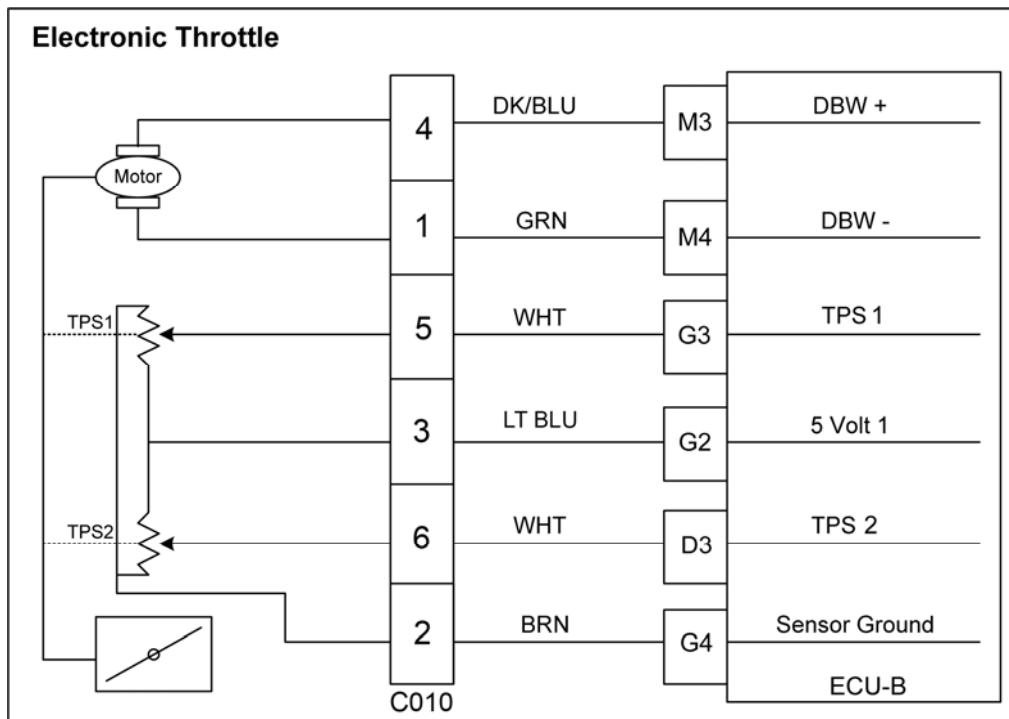 Electronic Throttle
Motor
4
DK/BLU
M3
DBW +
1
GRN
M4
DBW -
TPS1
5
WHT
G3
TPS 1
3
LT BLU
G2
5 Volt 1
TPS2
6
WHT
D3
TPS 2
2
BRN
G4
Sensor Ground
C010
ECU-B